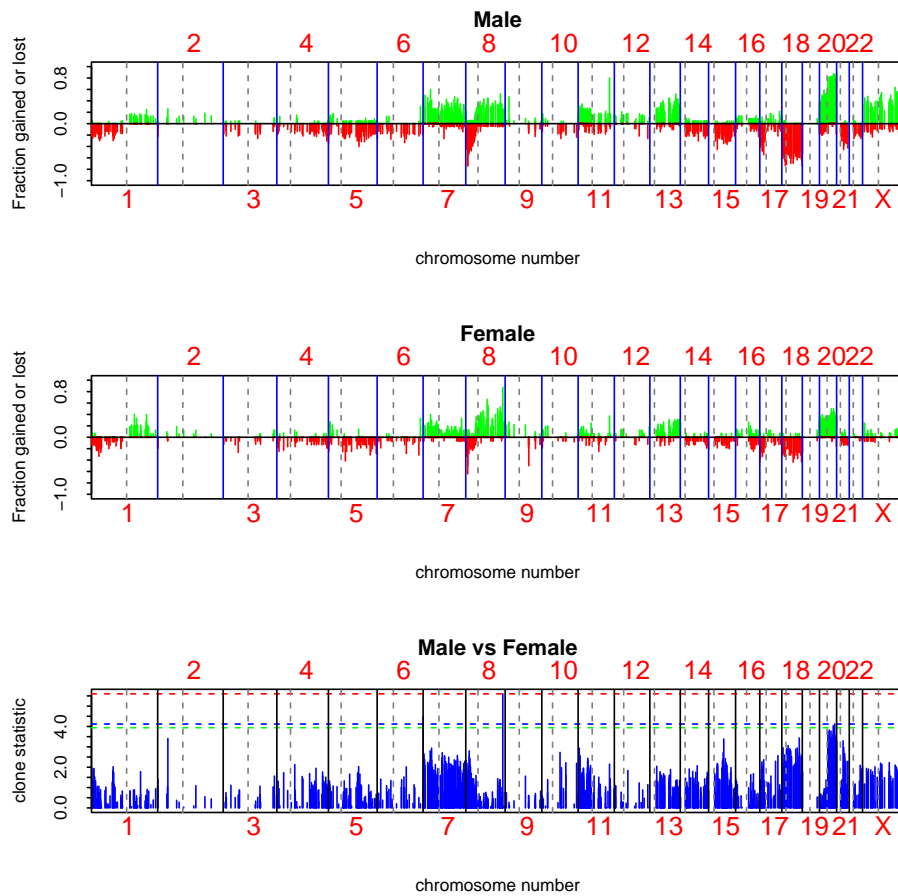 Male
2 4 6 8 10 12 14 16 18 20 22
Fraction gained or lost
0.8
0.0
−1.0
1 3 5 7 9 11 13 15 17 19 21 X
chromosome number
Female
2 4 6 8 10 12 14 16 18 20 22
Fraction gained or lost
0.8
0.0
−1.0
1 3 5 7 9 11 13 15 17 19 21 X
chromosome number
Male vs Female
2 4 6 8 10 12 14 16 18 20 22
clone statistic
4.0
2.0
0.0
1 3 5 7 9 11 13 15 17 19 21 X
chromosome number